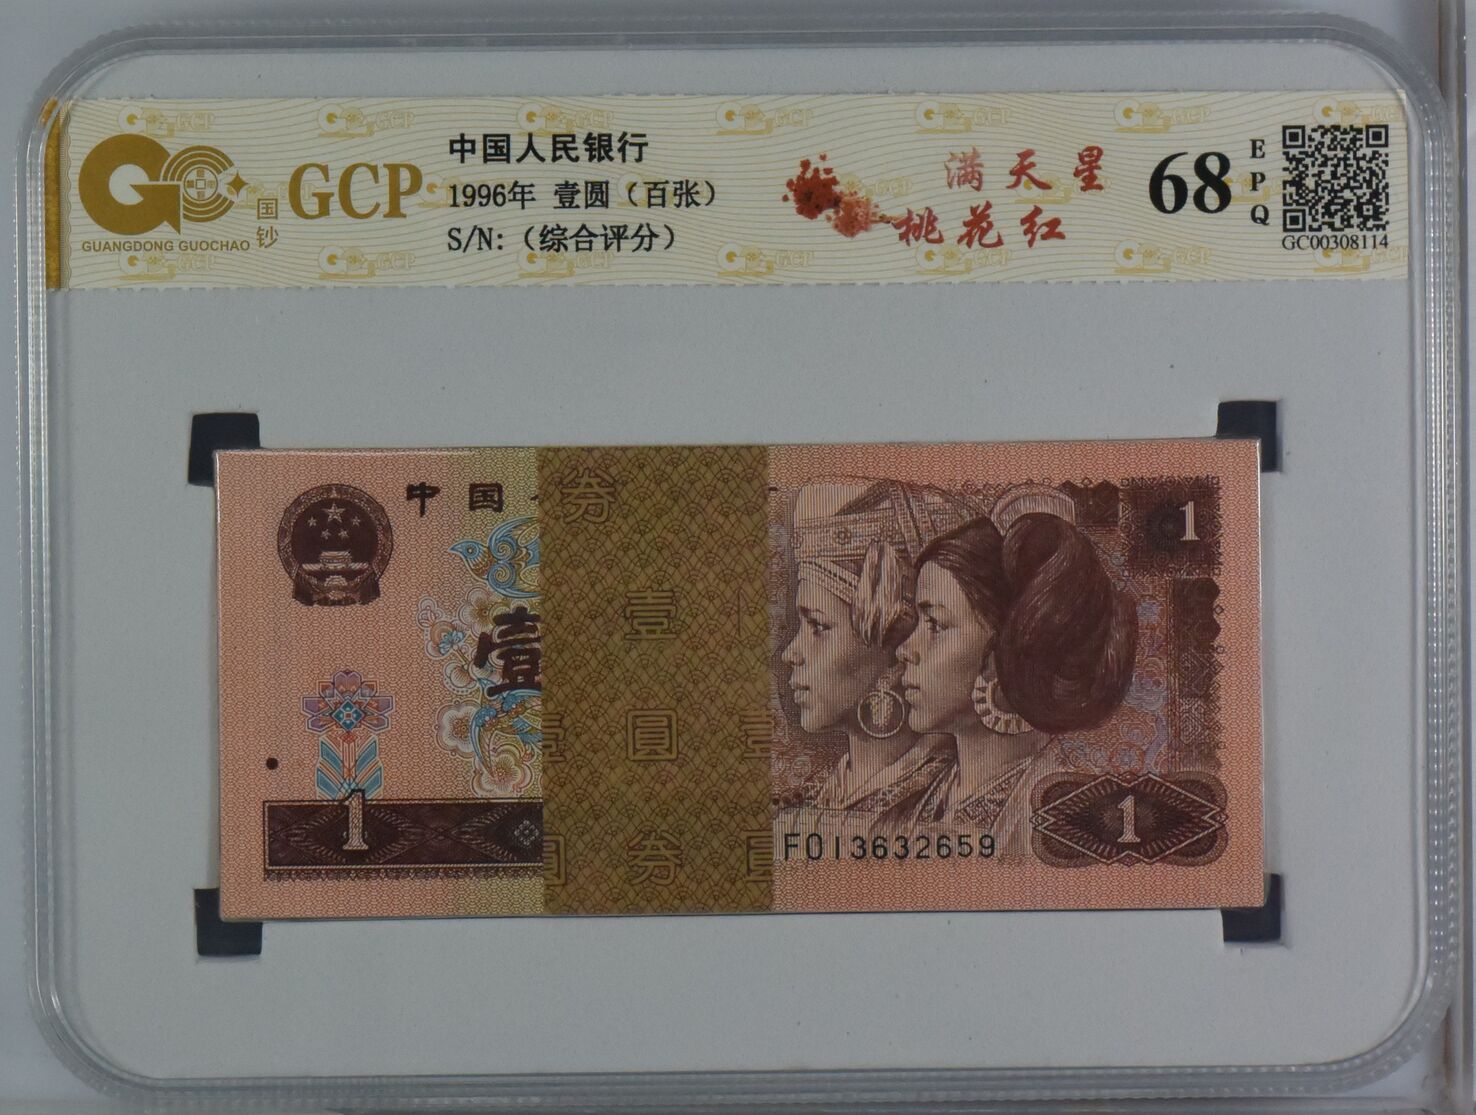 GCP
国钞
GUANGDONG GUOCHAO
中国人民银行
1996年 壹圆（百张）
S/N:（综合评分）
满天星
桃花红
68
EPQ
GC00308114
中国
券
1
壹
壹
圆
壹
1
圆
券
圆
F013632659
1